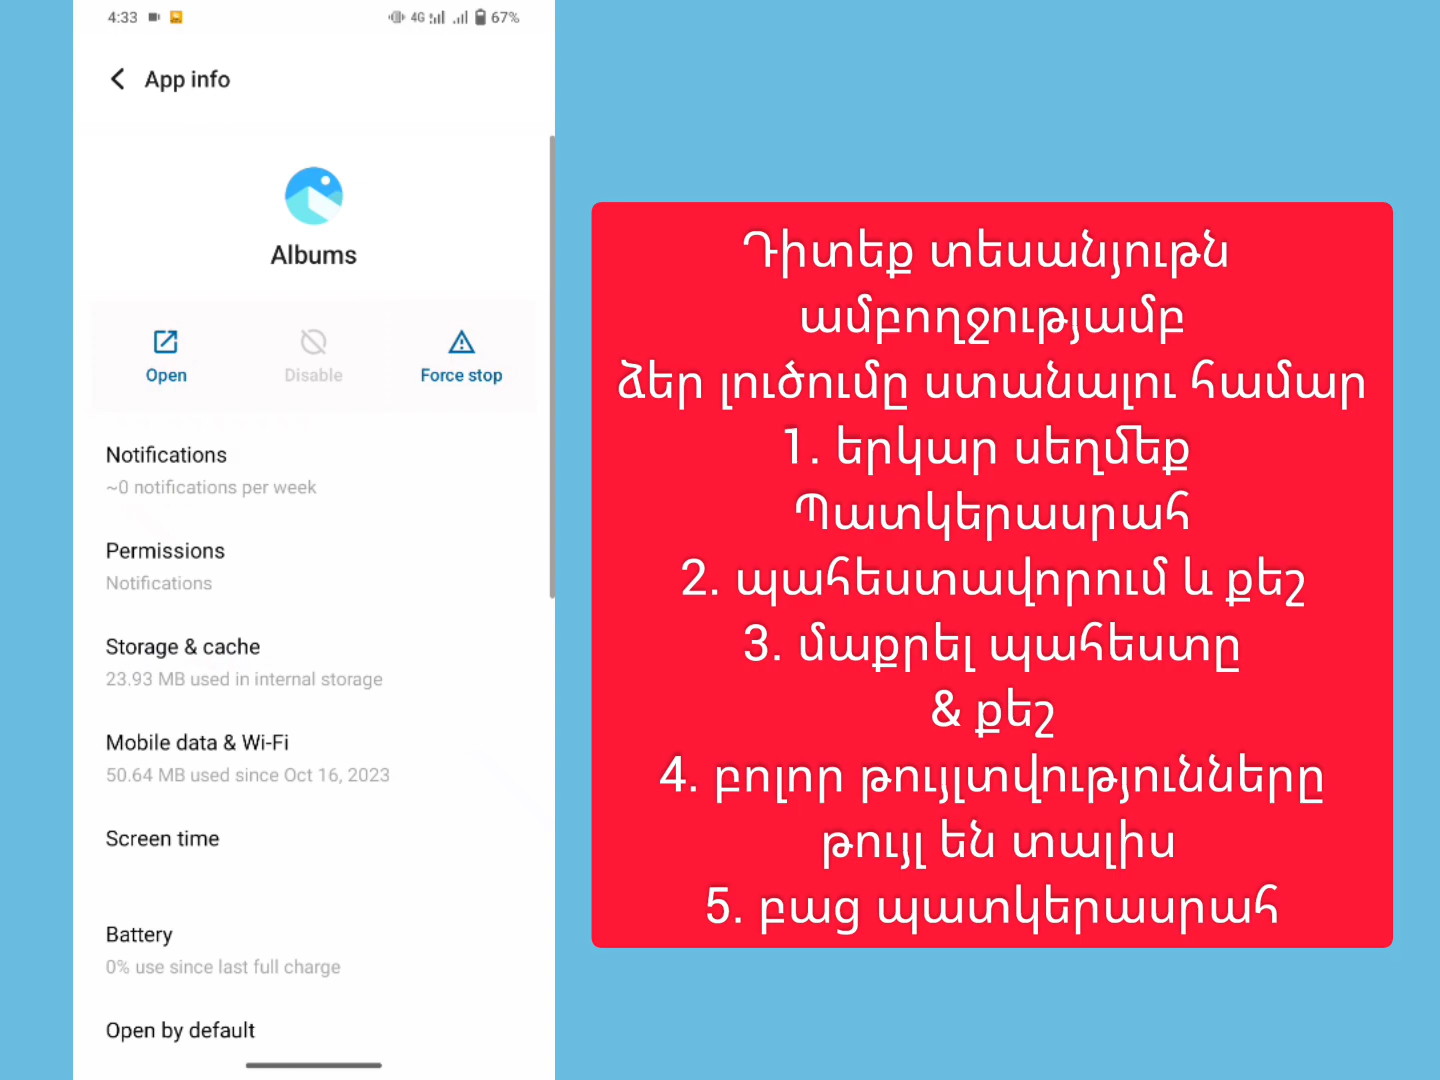 4:33
4G
67%
App info
Albums
Open
Disable
Force stop
Notifications
~0 notifications per week
Permissions
Notifications
Storage & cache
23.93 MB used in internal storage
Mobile data & Wi-Fi
50.64 MB used since Oct 16, 2023
Screen time
Battery
0% use since last full charge
Open by default
Դիտեք տեսանյութն
ամբողջությամբ
ձեր լուծումը ստանալու համար
1. երկար սեղմեք
Պատկերասրահ
2. պահեստավորում և քեշ
3. մաքրել պահեստը
& քեշ
4. բոլոր թույլտվությունները
թույլ են տալիս
5. բաց պատկերասրահ